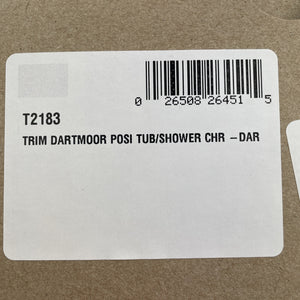 0 26508 26451 5
T2183
TRIM DARTMOOR POSI TUB/SHOWER CHR –DAR